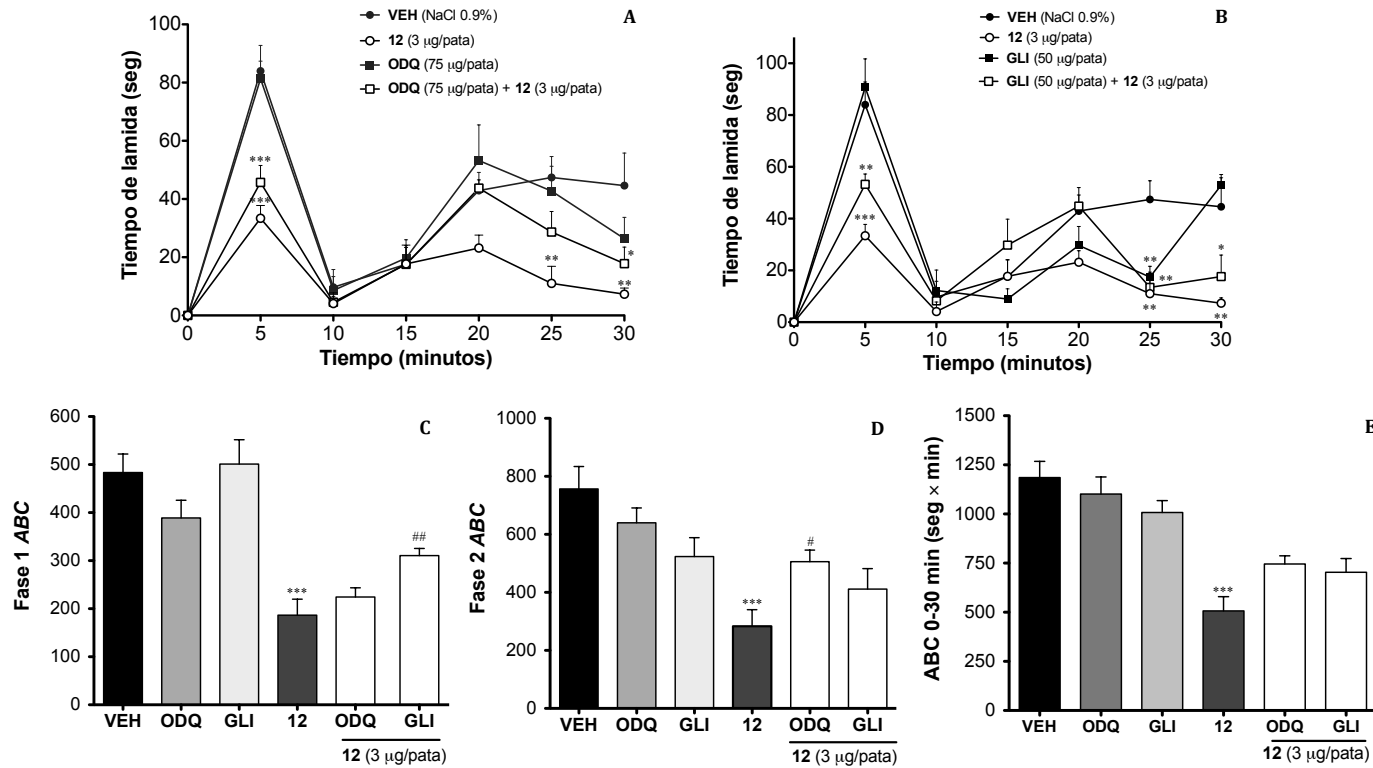 A
VEH (NaCl 0.9%)
12 (3 µg/pata)
ODQ (75 µg/pata)
ODQ (75 µg/pata) + 12 (3 µg/pata)
Tiempo de lamida (seg)
100
80
60
40
20
0
***
***
**
*
**
0 5 10 15 20 25 30
Tiempo (minutos)
B
VEH (NaCl 0.9%)
12 (3 µg/pata)
GLI (50 µg/pata)
GLI (50 µg/pata) + 12 (3 µg/pata)
Tiempo de lamida (seg)
100
80
60
40
20
0
**
***
**
**
**
*
**
0 5 10 15 20 25 30
Tiempo (minutos)
C
Fase 1 ABC
600
500
400
300
200
100
0
***
##
VEH ODQ GLI 12 ODQ GLI
12 (3 µg/pata)
D
Fase 2 ABC
1000
800
600
400
200
0
***
#
VEH ODQ GLI 12 ODQ GLI
12 (3 µg/pata)
E
ABC 0-30 min (seg × min)
1500
1250
1000
750
500
250
0
***
VEH ODQ GLI 12 ODQ GLI
12 (3 µg/pata)